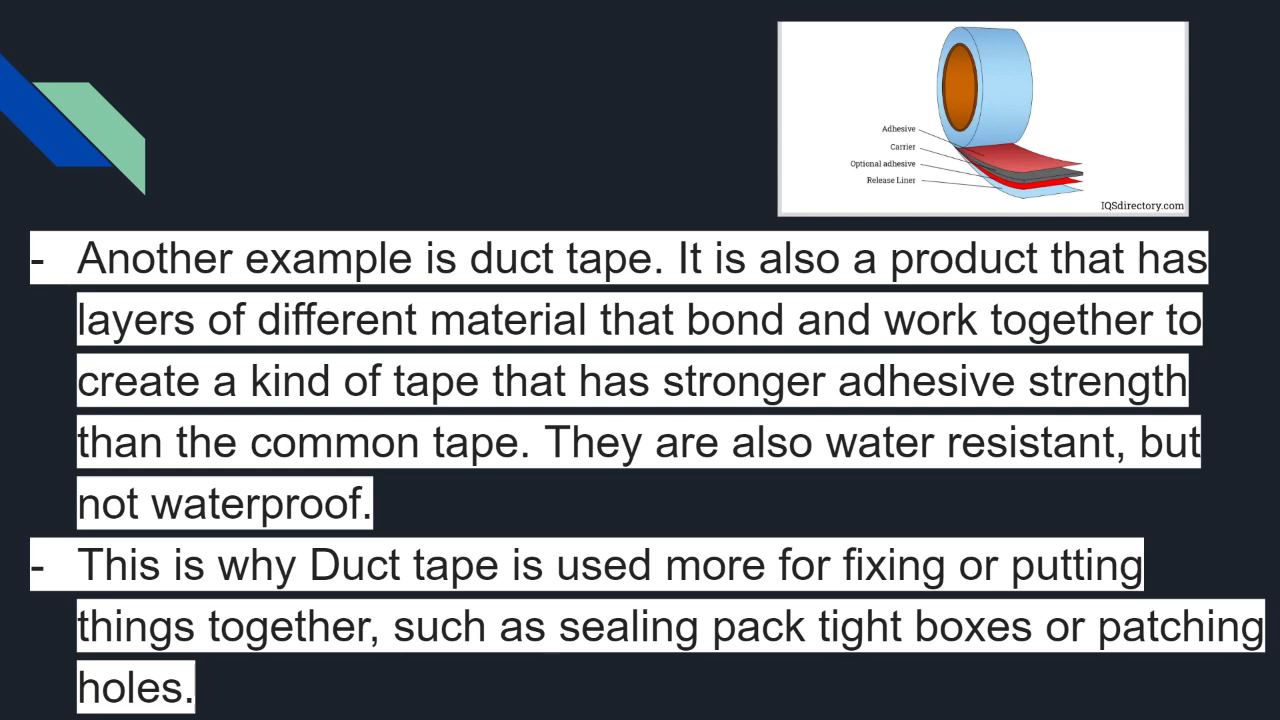 Adhesive
Carrier
Optional adhesive
Release Liner
IQSdirectory.com
- Another example is duct tape. It is also a product that has
layers of different material that bond and work together to
create a kind of tape that has stronger adhesive strength
than the common tape. They are also water resistant, but
not waterproof.
- This is why Duct tape is used more for fixing or putting
things together, such as sealing pack tight boxes or patching
holes.